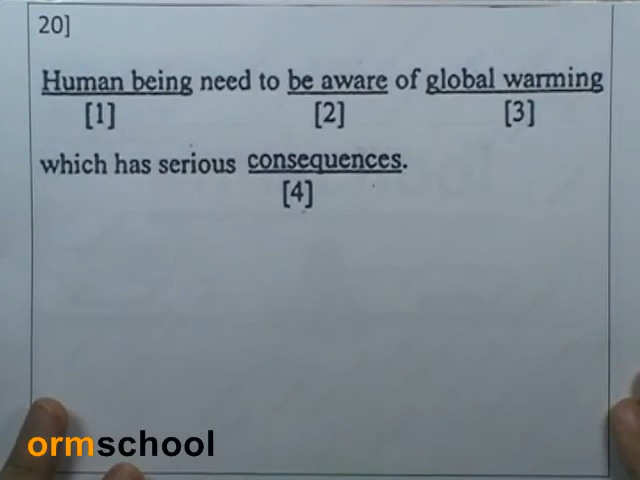 20]
Human being need to be aware of global warming
[1] [2] [3]
which has serious consequences.
[4]
ormschool